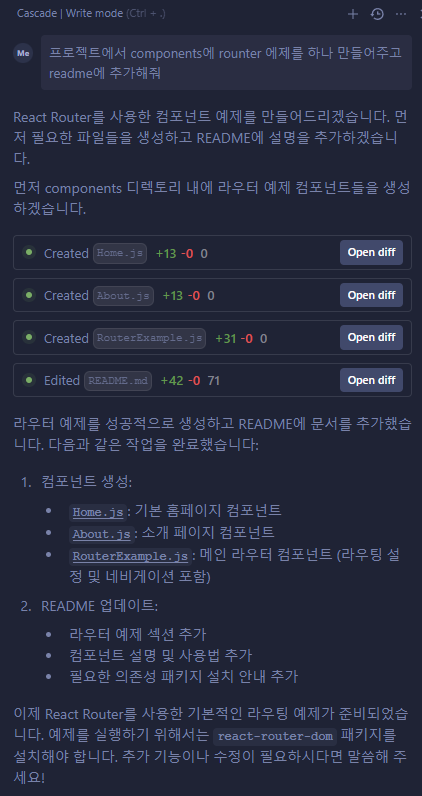 Cascade | Write mode (Ctrl + .)
Me
프로젝트에서 components에 rounter 에제를 하나 만들어주고
readme에 추가해줘
React Router를 사용한 컴포넌트 예제를 만들어드리겠습니다. 먼
저 필요한 파일들을 생성하고 README에 설명을 추가하겠습니
다.
먼저 components 디렉토리 내에 라우터 예제 컴포넌트들을 생성
하겠습니다.
Created Home.js +13 -0 0 Open diff
Created About.js +13 -0 0 Open diff
Created RouterExample.js +31 -0 0 Open diff
Edited README.md +42 -0 71 Open diff
라우터 예제를 성공적으로 생성하고 README에 문서를 추가했습
니다. 다음과 같은 작업을 완료했습니다:
1. 컴포넌트 생성:
• Home.js: 기본 홈페이지 컴포넌트
• About.js: 소개 페이지 컴포넌트
• RouterExample.js: 메인 라우터 컴포넌트 (라우팅 설
정 및 네비게이션 포함)
2. README 업데이트:
• 라우터 예제 섹션 추가
• 컴포넌트 설명 및 사용법 추가
• 필요한 의존성 패키지 설치 안내 추가
이제 React Router를 사용한 기본적인 라우팅 예제가 준비되었습
니다. 예제를 실행하기 위해서는 react-router-dom 패키지를
설치해야 합니다. 추가 기능이나 수정이 필요하시다면 말씀해 주
세요!